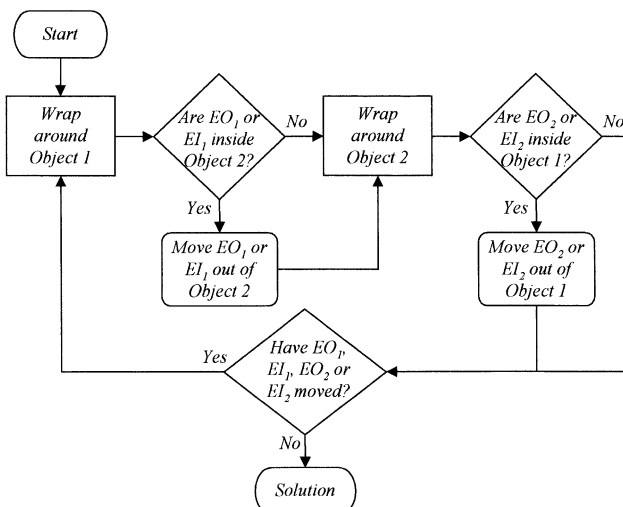 Start
Wrap
around
Object 1
Are EO₁ or
EI₁ inside
Object 2?
No
Yes
Move EO₁ or
EI₁ out of
Object 2
Wrap
around
Object 2
Are EO₂ or
EI₂ inside
Object 1?
No
Yes
Move EO₂ or
EI₂ out of
Object 1
Have EO₁,
EI₁, EO₂ or
EI₂ moved?
Yes
No
Solution